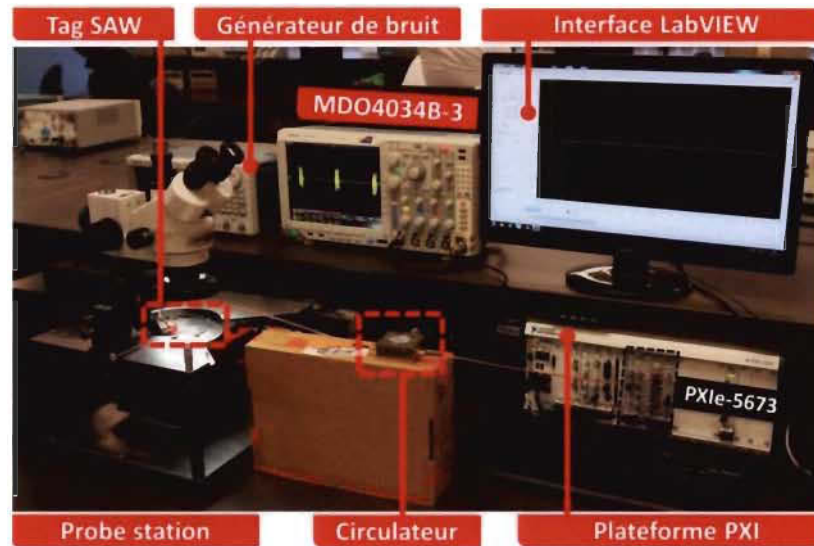 Tag SAW
Générateur de bruit
Interface LabVIEW
MDO4034B-3
PXIe-5673
Probe station
Circulateur
Plateforme PXI